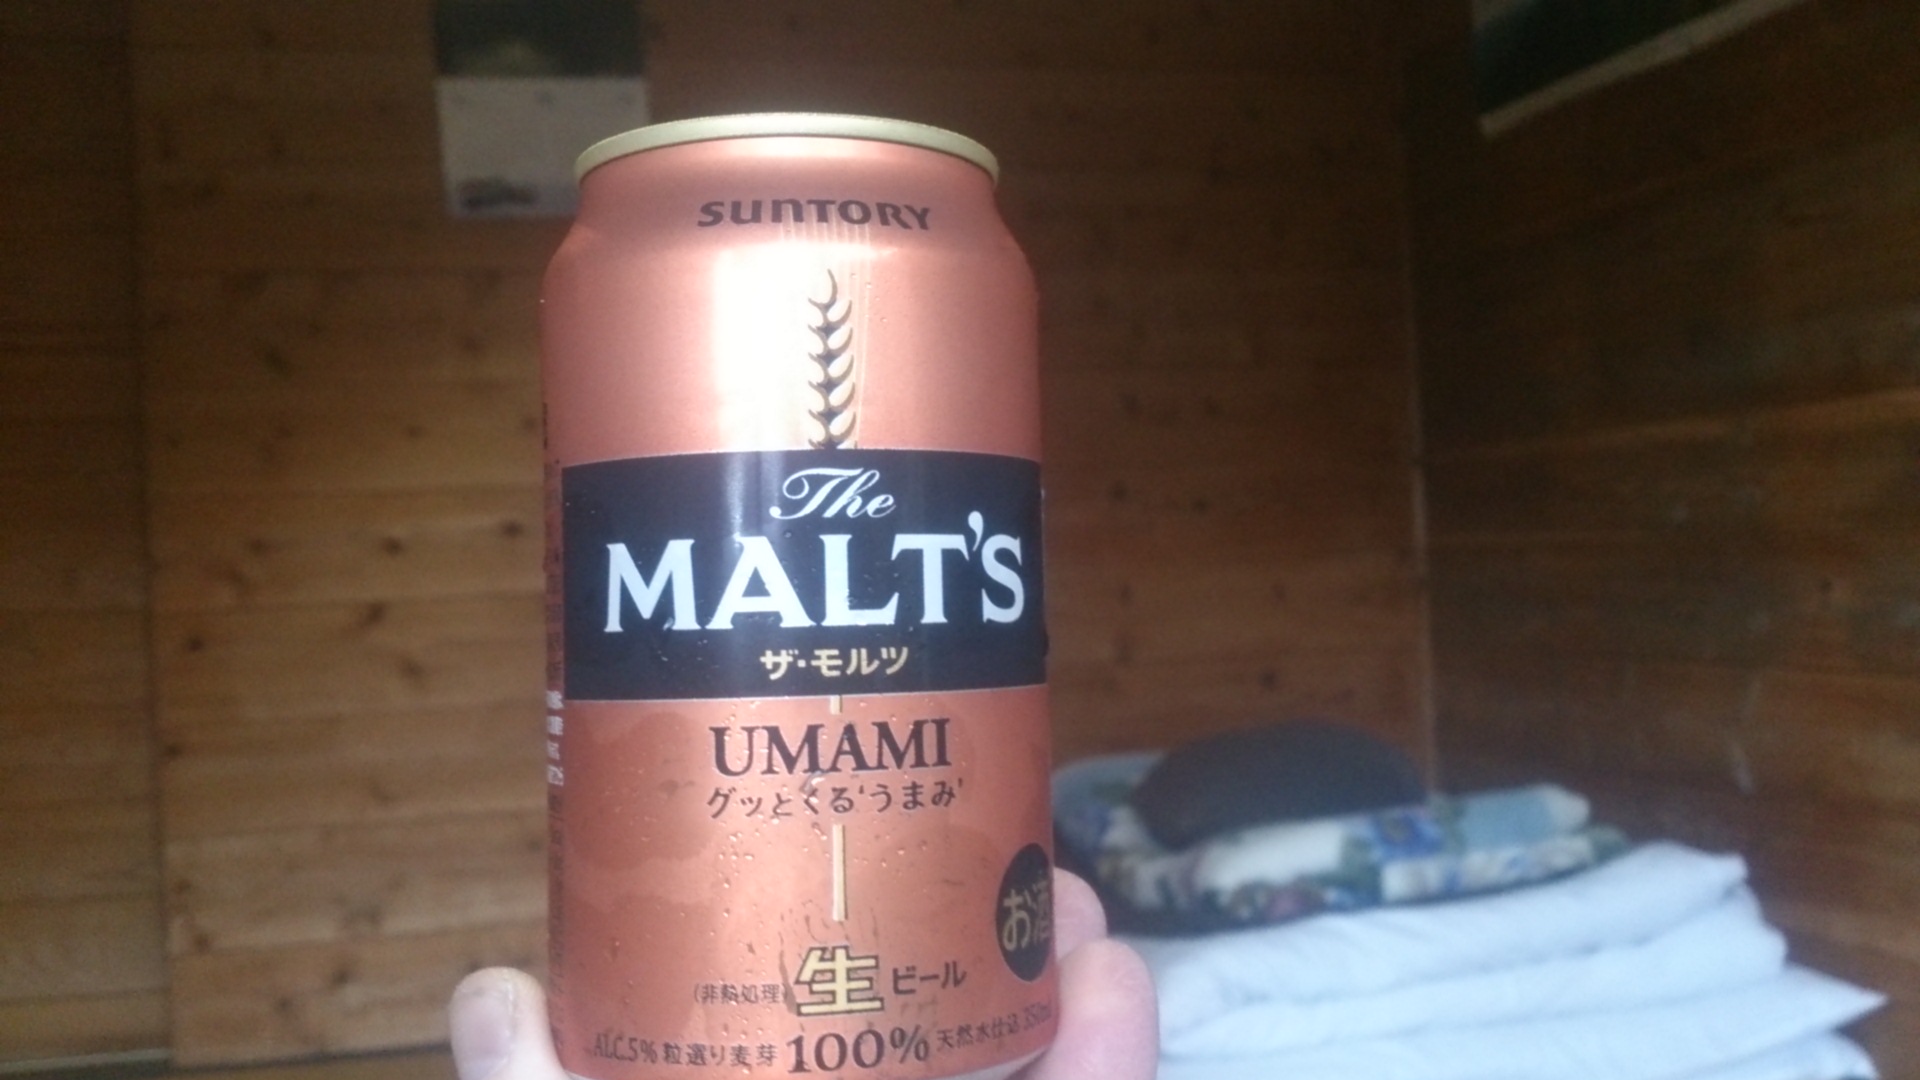 SUNTORY
The
MALT'S
ザ・モルツ
UMAMI
グッとくる'うまみ'
お酒
(非熱処理) 生 ビール
ALC.5% 粒選り麦芽 100% 天然水仕込 350ml